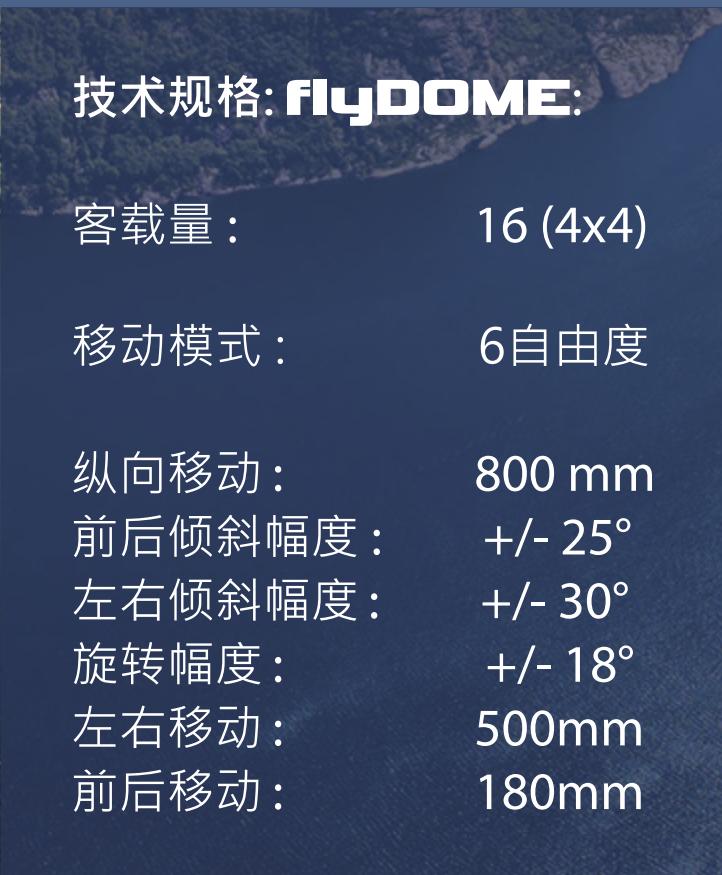 技术规格: flyDOME:
客载量 : 16 (4x4)
移动模式 : 6自由度
纵向移动 : 800 mm
前后倾斜幅度 : +/- 25°
左右倾斜幅度 : +/- 30°
旋转幅度 : +/- 18°
左右移动 : 500mm
前后移动 : 180mm